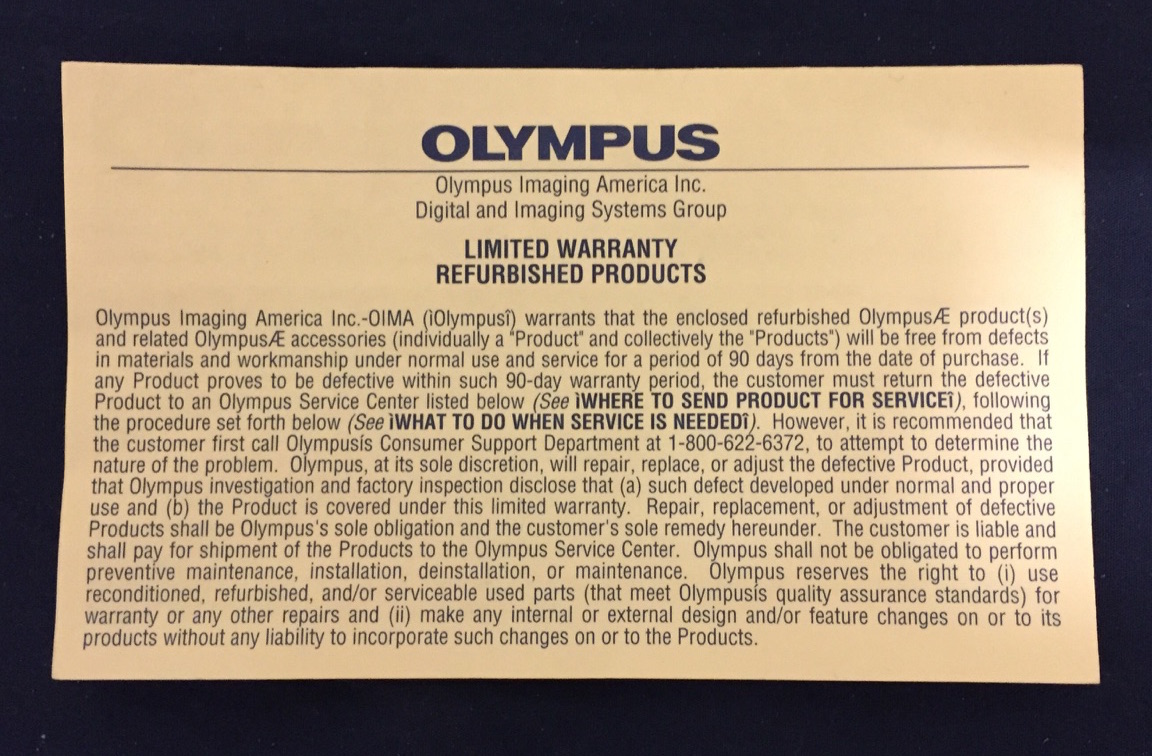 OLYMPUS
Olympus Imaging America Inc.
Digital and Imaging Systems Group
LIMITED WARRANTY
REFURBISHED PRODUCTS
Olympus Imaging America Inc.-OIMA (ìOlympusî) warrants that the enclosed refurbished OlympusÆ product(s)
and related OlympusÆ accessories (individually a "Product" and collectively the "Products") will be free from defects
in materials and workmanship under normal use and service for a period of 90 days from the date of purchase. If
any Product proves to be defective within such 90-day warranty period, the customer must return the defective
Product to an Olympus Service Center listed below (See ìWHERE TO SEND PRODUCT FOR SERVICEî), following
the procedure set forth below (See ìWHAT TO DO WHEN SERVICE IS NEEDEDî). However, it is recommended that
the customer first call Olympusís Consumer Support Department at 1-800-622-6372, to attempt to determine the
nature of the problem. Olympus, at its sole discretion, will repair, replace, or adjust the defective Product, provided
that Olympus investigation and factory inspection disclose that (a) such defect developed under normal and proper
use and (b) the Product is covered under this limited warranty. Repair, replacement, or adjustment of defective
Products shall be Olympus's sole obligation and the customer's sole remedy hereunder. The customer is liable and
shall pay for shipment of the Products to the Olympus Service Center. Olympus shall not be obligated to perform
preventive maintenance, installation, deinstallation, or maintenance. Olympus reserves the right to (i) use
reconditioned, refurbished, and/or serviceable used parts (that meet Olympusís quality assurance standards) for
warranty or any other repairs and (ii) make any internal or external design and/or feature changes on or to its
products without any liability to incorporate such changes on or to the Products.